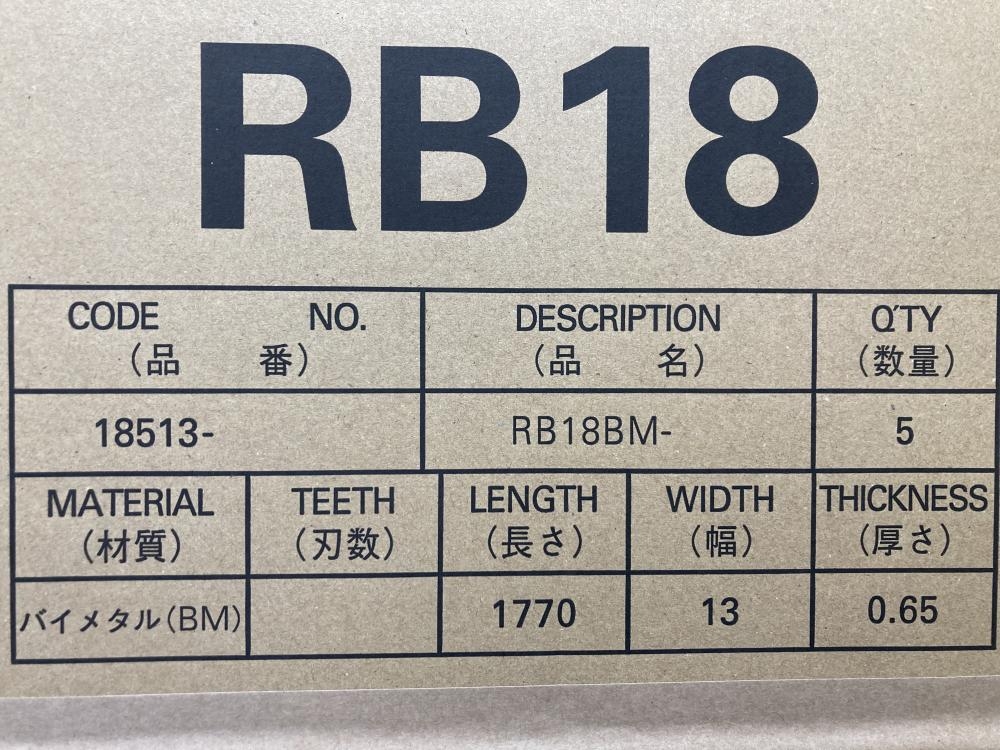 RB18
CODE NO. DESCRIPTION Q'TY
(品 番) (品 名) (数量)
18513- RB18BM- 5
MATERIAL TEETH LENGTH WIDTH THICKNESS
(材質) (刃数) (長さ) (幅) (厚さ)
バイメタル(BM) 1770 13 0.65